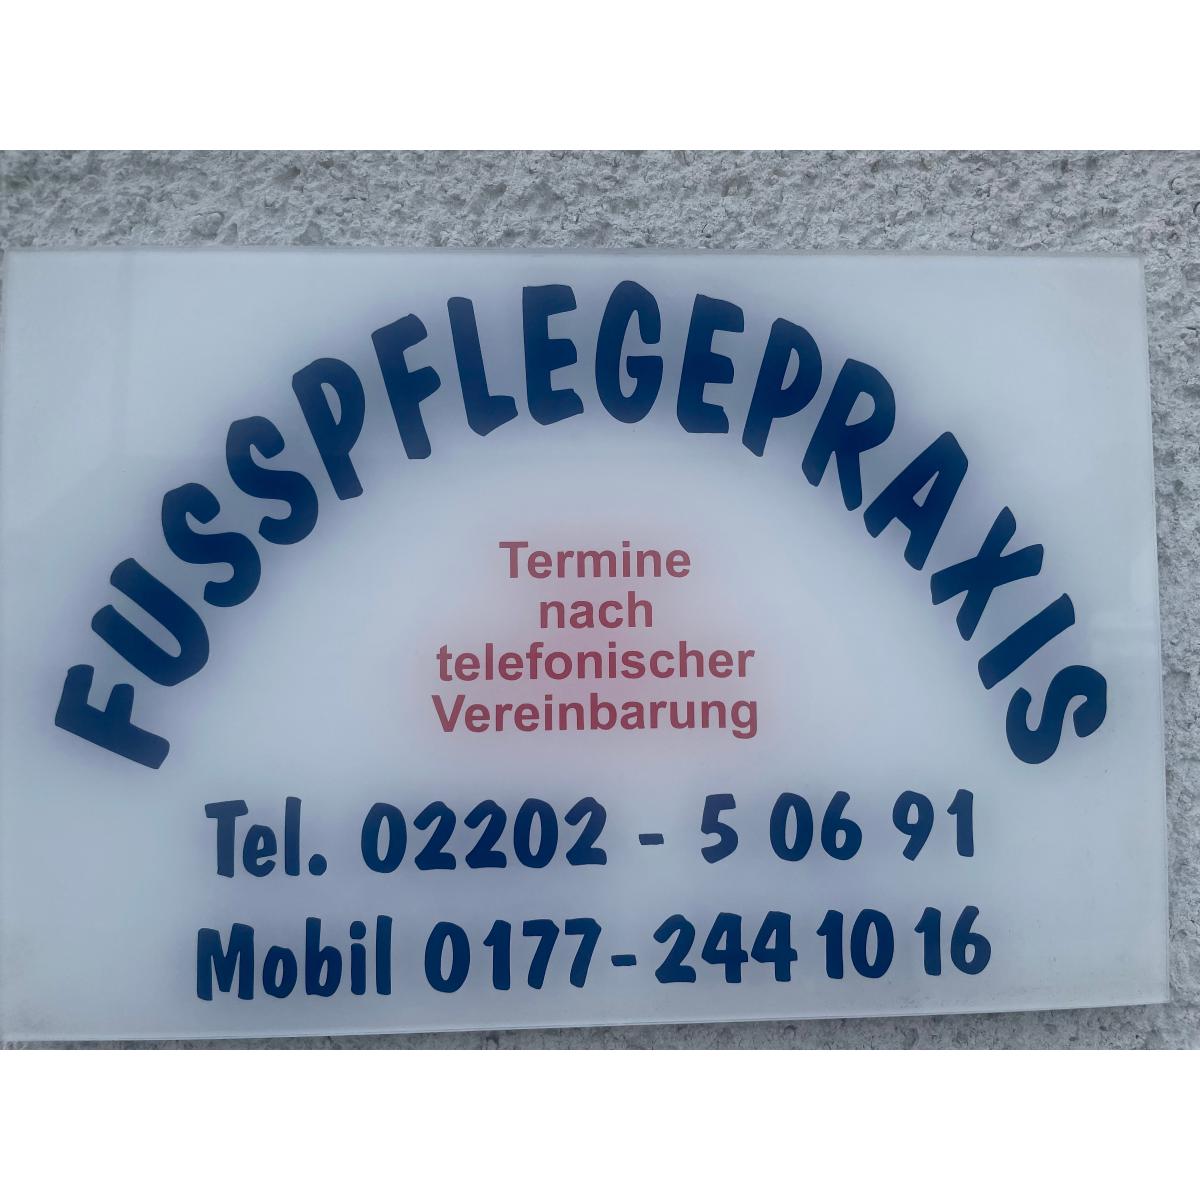 FUSSPFLEGEPRAXIS
Termine
nach
telefonischer
Vereinbarung
Tel. 02202 - 5 06 91
Mobil 0177-244 10 16